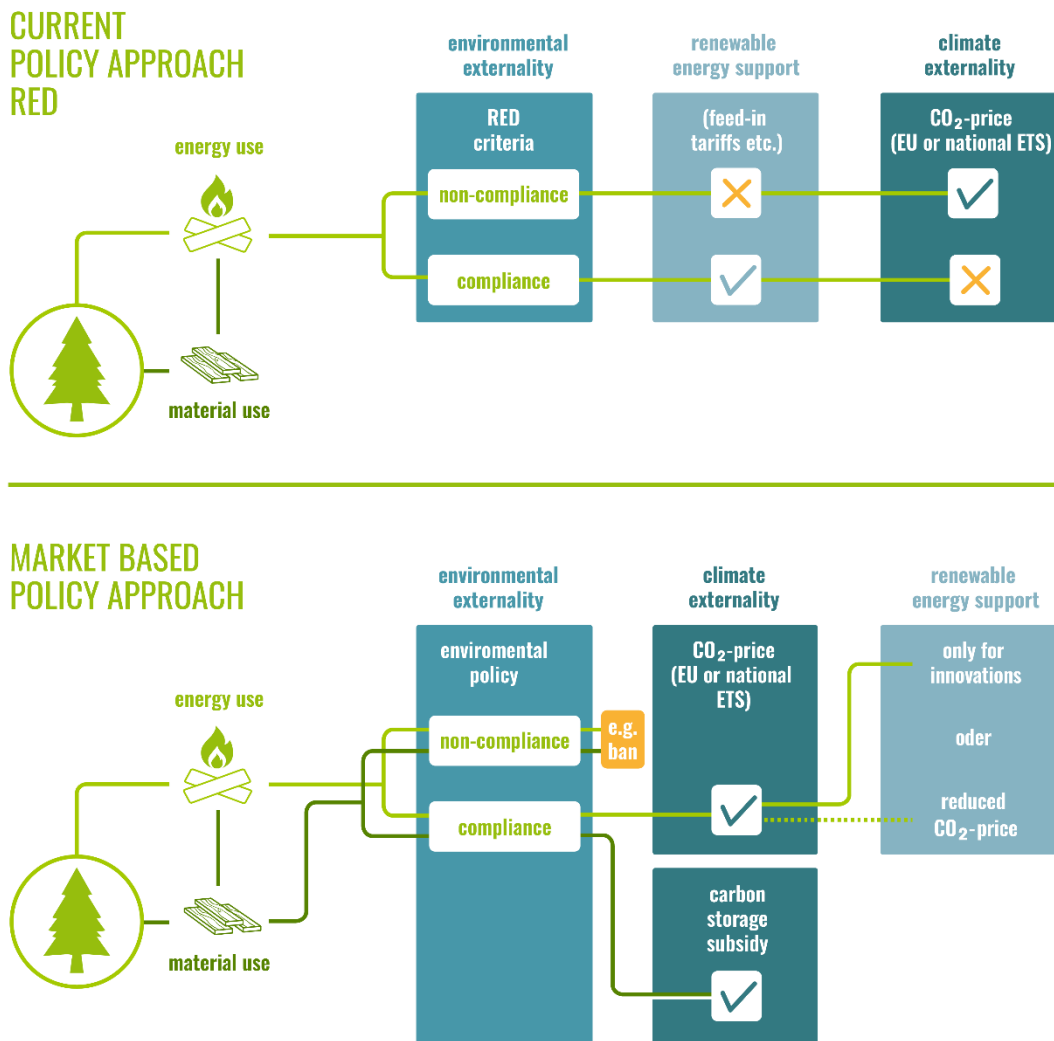 CURRENT
POLICY APPROACH
RED
environmental
externality
renewable
energy support
climate
externality
RED
criteria
(feed-in
tariffs etc.)
CO₂-price
(EU or national ETS)
energy use
non-compliance
compliance
material use
MARKET BASED
POLICY APPROACH
environmental
externality
climate
externality
renewable
energy support
enviromental
policy
CO₂-price
(EU or national
ETS)
only for
innovations
energy use
non-compliance
e.g.
ban
oder
compliance
reduced
CO₂-price
carbon
storage
subsidy
material use